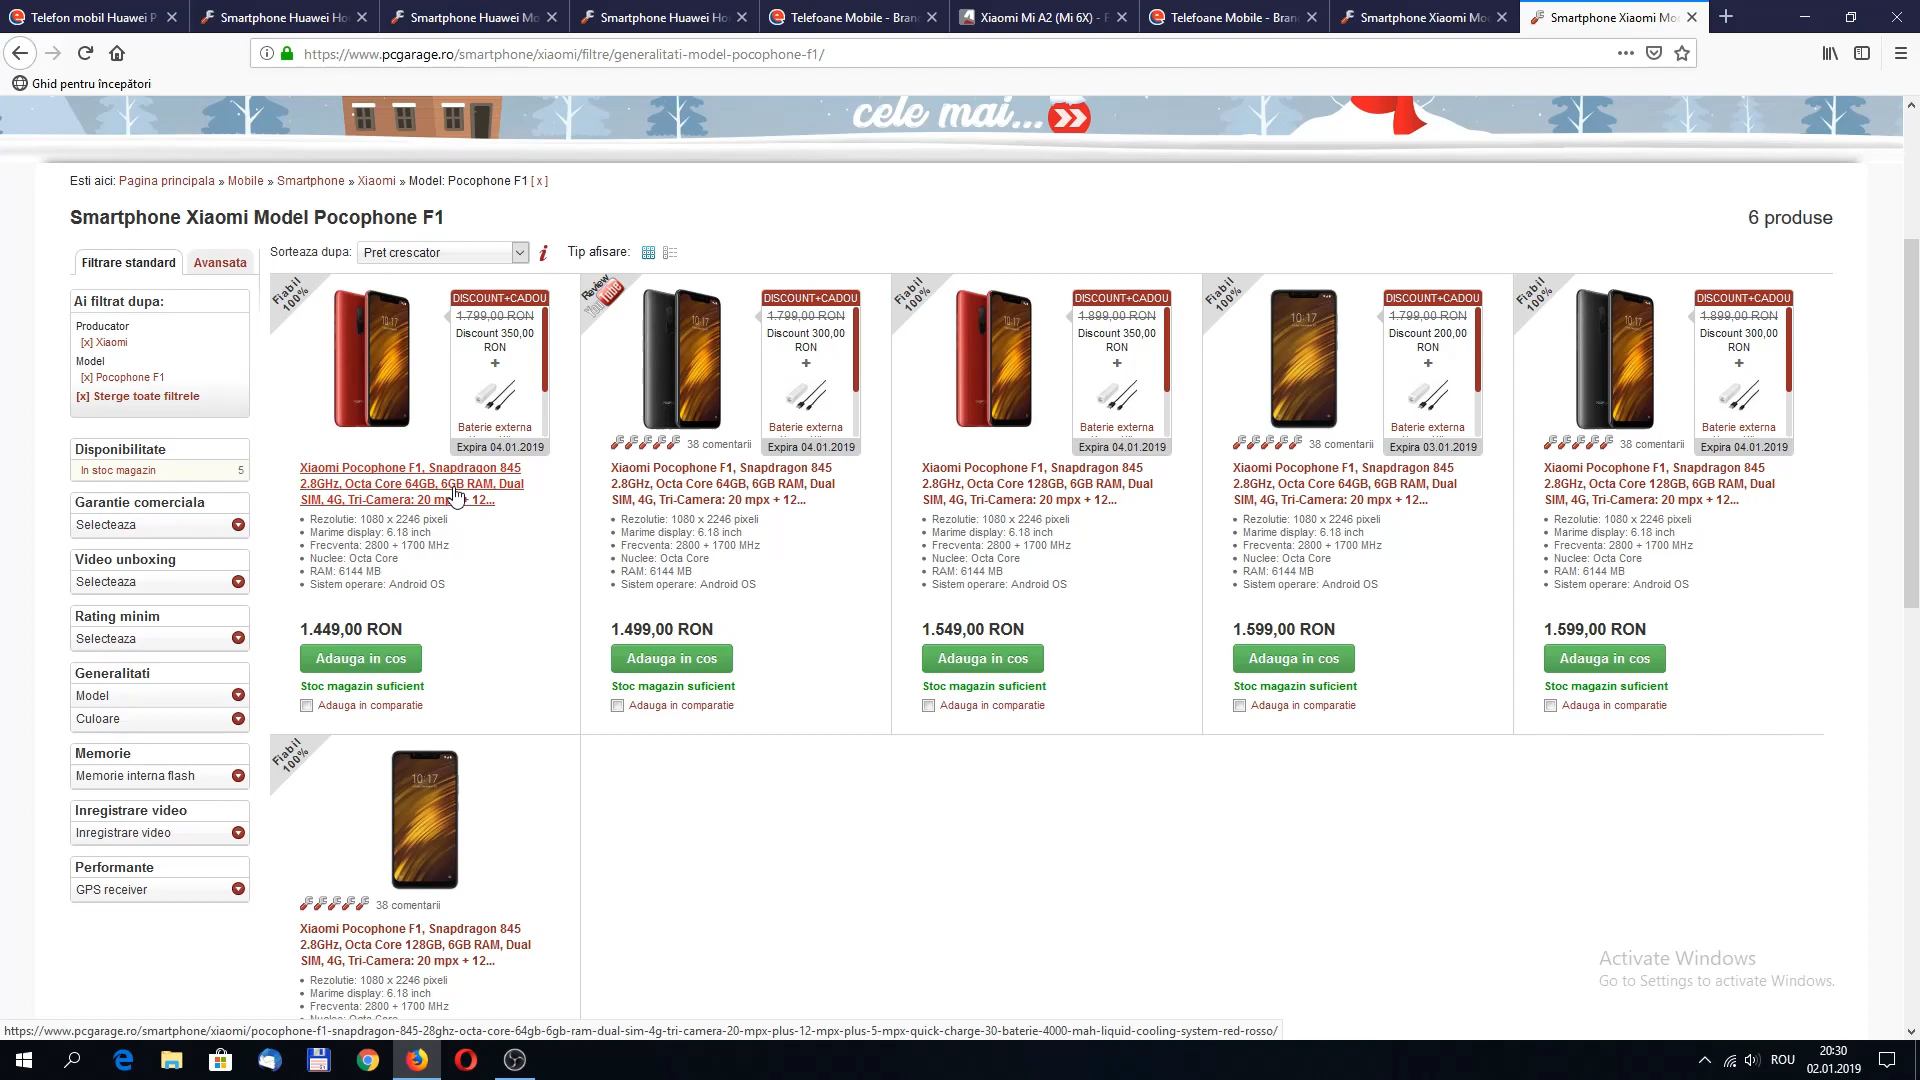 Telefon mobil Huawei P
Smartphone Huawei Ho
Smartphone Huawei Mo
Smartphone Huawei Ho
Telefoane Mobile - Bran
Xiaomi Mi A2 (Mi 6X) - F
Telefoane Mobile - Bran
Smartphone Xiaomi Mo
Smartphone Xiaomi Mo
https://www.pcgarage.ro/smartphone/xiaomi/filtre/generalitati-model-pocophone-f1/
Ghid pentru începători
cele mai...
Esti aici: Pagina principala » Mobile » Smartphone » Xiaomi » Model: Pocophone F1 [ x ]
Smartphone Xiaomi Model Pocophone F1
6 produse
Filtrare standard
Avansata
Sorteaza dupa:
Pret crescator
Tip afisare:
Ai filtrat dupa:
Producator
[x] Xiaomi
Model
[x] Pocophone F1
[x] Sterge toate filtrele
Disponibilitate
In stoc magazin 5
Garantie comerciala
Selecteaza
Video unboxing
Selecteaza
Rating minim
Selecteaza
Generalitati
Model
Culoare
Memorie
Memorie interna flash
Inregistrare video
Inregistrare video
Performante
GPS receiver
Fiabil
100%
DISCOUNT+CADOU
1.799,00 RON
Discount 350,00
RON
+
Baterie externa
Expira 04.01.2019
Xiaomi Pocophone F1, Snapdragon 845
2.8GHz, Octa Core 64GB, 6GB RAM, Dual
SIM, 4G, Tri-Camera: 20 mpx + 12...
Rezolutie: 1080 x 2246 pixeli
Marime display: 6.18 inch
Frecventa: 2800 + 1700 MHz
Nuclee: Octa Core
RAM: 6144 MB
Sistem operare: Android OS
1.449,00 RON
Adauga in cos
Stoc magazin suficient
Adauga in comparatie
Review
You Tube
DISCOUNT+CADOU
1.799,00 RON
Discount 300,00
RON
+
Baterie externa
Expira 04.01.2019
38 comentarii
Xiaomi Pocophone F1, Snapdragon 845
2.8GHz, Octa Core 64GB, 6GB RAM, Dual
SIM, 4G, Tri-Camera: 20 mpx + 12...
Rezolutie: 1080 x 2246 pixeli
Marime display: 6.18 inch
Frecventa: 2800 + 1700 MHz
Nuclee: Octa Core
RAM: 6144 MB
Sistem operare: Android OS
1.499,00 RON
Adauga in cos
Stoc magazin suficient
Adauga in comparatie
Fiabil
100%
DISCOUNT+CADOU
1.899,00 RON
Discount 350,00
RON
+
Baterie externa
Expira 04.01.2019
Xiaomi Pocophone F1, Snapdragon 845
2.8GHz, Octa Core 128GB, 6GB RAM, Dual
SIM, 4G, Tri-Camera: 20 mpx + 12...
Rezolutie: 1080 x 2246 pixeli
Marime display: 6.18 inch
Frecventa: 2800 + 1700 MHz
Nuclee: Octa Core
RAM: 6144 MB
Sistem operare: Android OS
1.549,00 RON
Adauga in cos
Stoc magazin suficient
Adauga in comparatie
Fiabil
100%
10:17
DISCOUNT+CADOU
1.799,00 RON
Discount 200,00
RON
+
Baterie externa
Expira 03.01.2019
38 comentarii
Xiaomi Pocophone F1, Snapdragon 845
2.8GHz, Octa Core 64GB, 6GB RAM, Dual
SIM, 4G, Tri-Camera: 20 mpx + 12...
Rezolutie: 1080 x 2246 pixeli
Marime display: 6.18 inch
Frecventa: 2800 + 1700 MHz
Nuclee: Octa Core
RAM: 6144 MB
Sistem operare: Android OS
1.599,00 RON
Adauga in cos
Stoc magazin suficient
Adauga in comparatie
Fiabil
100%
DISCOUNT+CADOU
1.899,00 RON
Discount 300,00
RON
+
Baterie externa
Expira 04.01.2019
38 comentarii
Xiaomi Pocophone F1, Snapdragon 845
2.8GHz, Octa Core 128GB, 6GB RAM, Dual
SIM, 4G, Tri-Camera: 20 mpx + 12...
Rezolutie: 1080 x 2246 pixeli
Marime display: 6.18 inch
Frecventa: 2800 + 1700 MHz
Nuclee: Octa Core
RAM: 6144 MB
Sistem operare: Android OS
1.599,00 RON
Adauga in cos
Stoc magazin suficient
Adauga in comparatie
Fiabil
100%
10:17
38 comentarii
Xiaomi Pocophone F1, Snapdragon 845
2.8GHz, Octa Core 128GB, 6GB RAM, Dual
SIM, 4G, Tri-Camera: 20 mpx + 12...
Rezolutie: 1080 x 2246 pixeli
Marime display: 6.18 inch
Frecventa: 2800 + 1700 MHz
Activate Windows
Go to Settings to activate Windows.
https://www.pcgarage.ro/smartphone/xiaomi/pocophone-f1-snapdragon-845-28ghz-octa-core-64gb-6gb-ram-dual-sim-4g-tri-camera-20-mpx-plus-12-mpx-plus-5-mpx-quick-charge-30-baterie-4000-mah-liquid-cooling-system-red-rosso/
ROU
20:30
02.01.2019